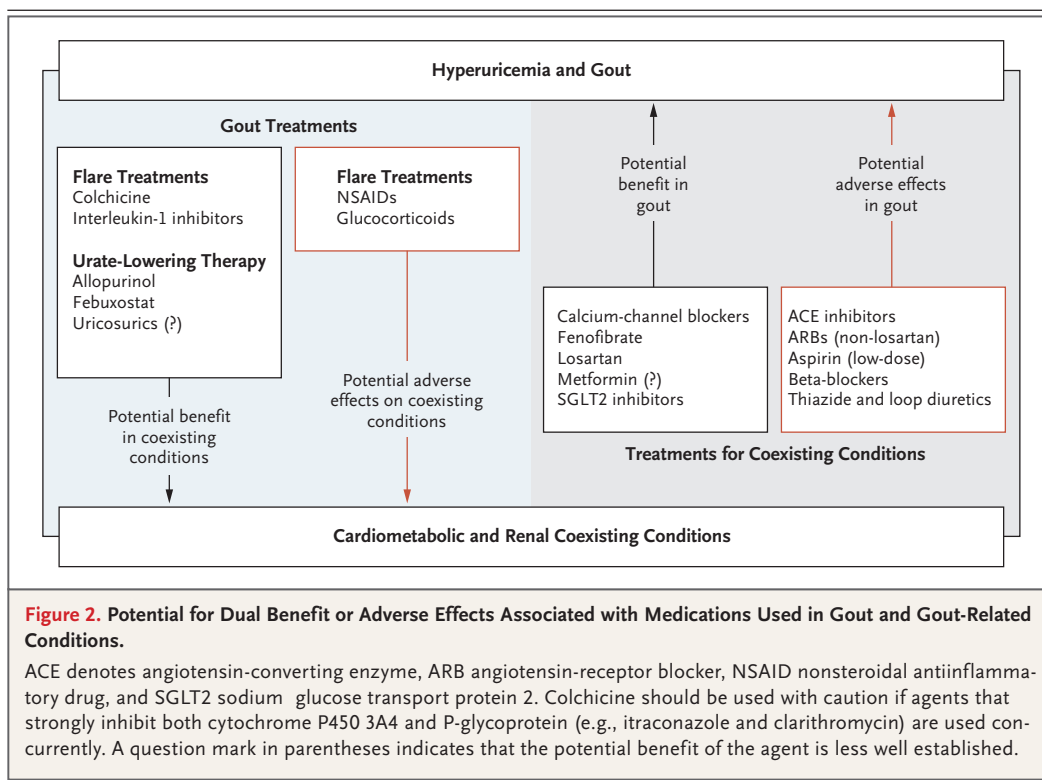 Hyperuricemia and Gout
Gout Treatments
Flare Treatments
Colchicine
Interleukin-1 inhibitors
Urate-Lowering Therapy
Allopurinol
Febuxostat
Uricosurics (?)
Potential benefit
in coexisting
conditions
Flare Treatments
NSAIDs
Glucocorticoids
Potential adverse
effects on coexisting
conditions
Potential
benefit in
gout
Calcium-channel blockers
Fenofibrate
Losartan
Metformin (?)
SGLT2 inhibitors
Potential
adverse effects
in gout
ACE inhibitors
ARBs (non-losartan)
Aspirin (low-dose)
Beta-blockers
Thiazide and loop diuretics
Treatments for Coexisting Conditions
Cardiometabolic and Renal Coexisting Conditions
Figure 2. Potential for Dual Benefit or Adverse Effects Associated with Medications Used in Gout and Gout-Related
Conditions.
ACE denotes angiotensin-converting enzyme, ARB angiotensin-receptor blocker, NSAID nonsteroidal antiinflamma-
tory drug, and SGLT2 sodium glucose transport protein 2. Colchicine should be used with caution if agents that
strongly inhibit both cytochrome P450 3A4 and P-glycoprotein (e.g., itraconazole and clarithromycin) are used con-
currently. A question mark in parentheses indicates that the potential benefit of the agent is less well established.